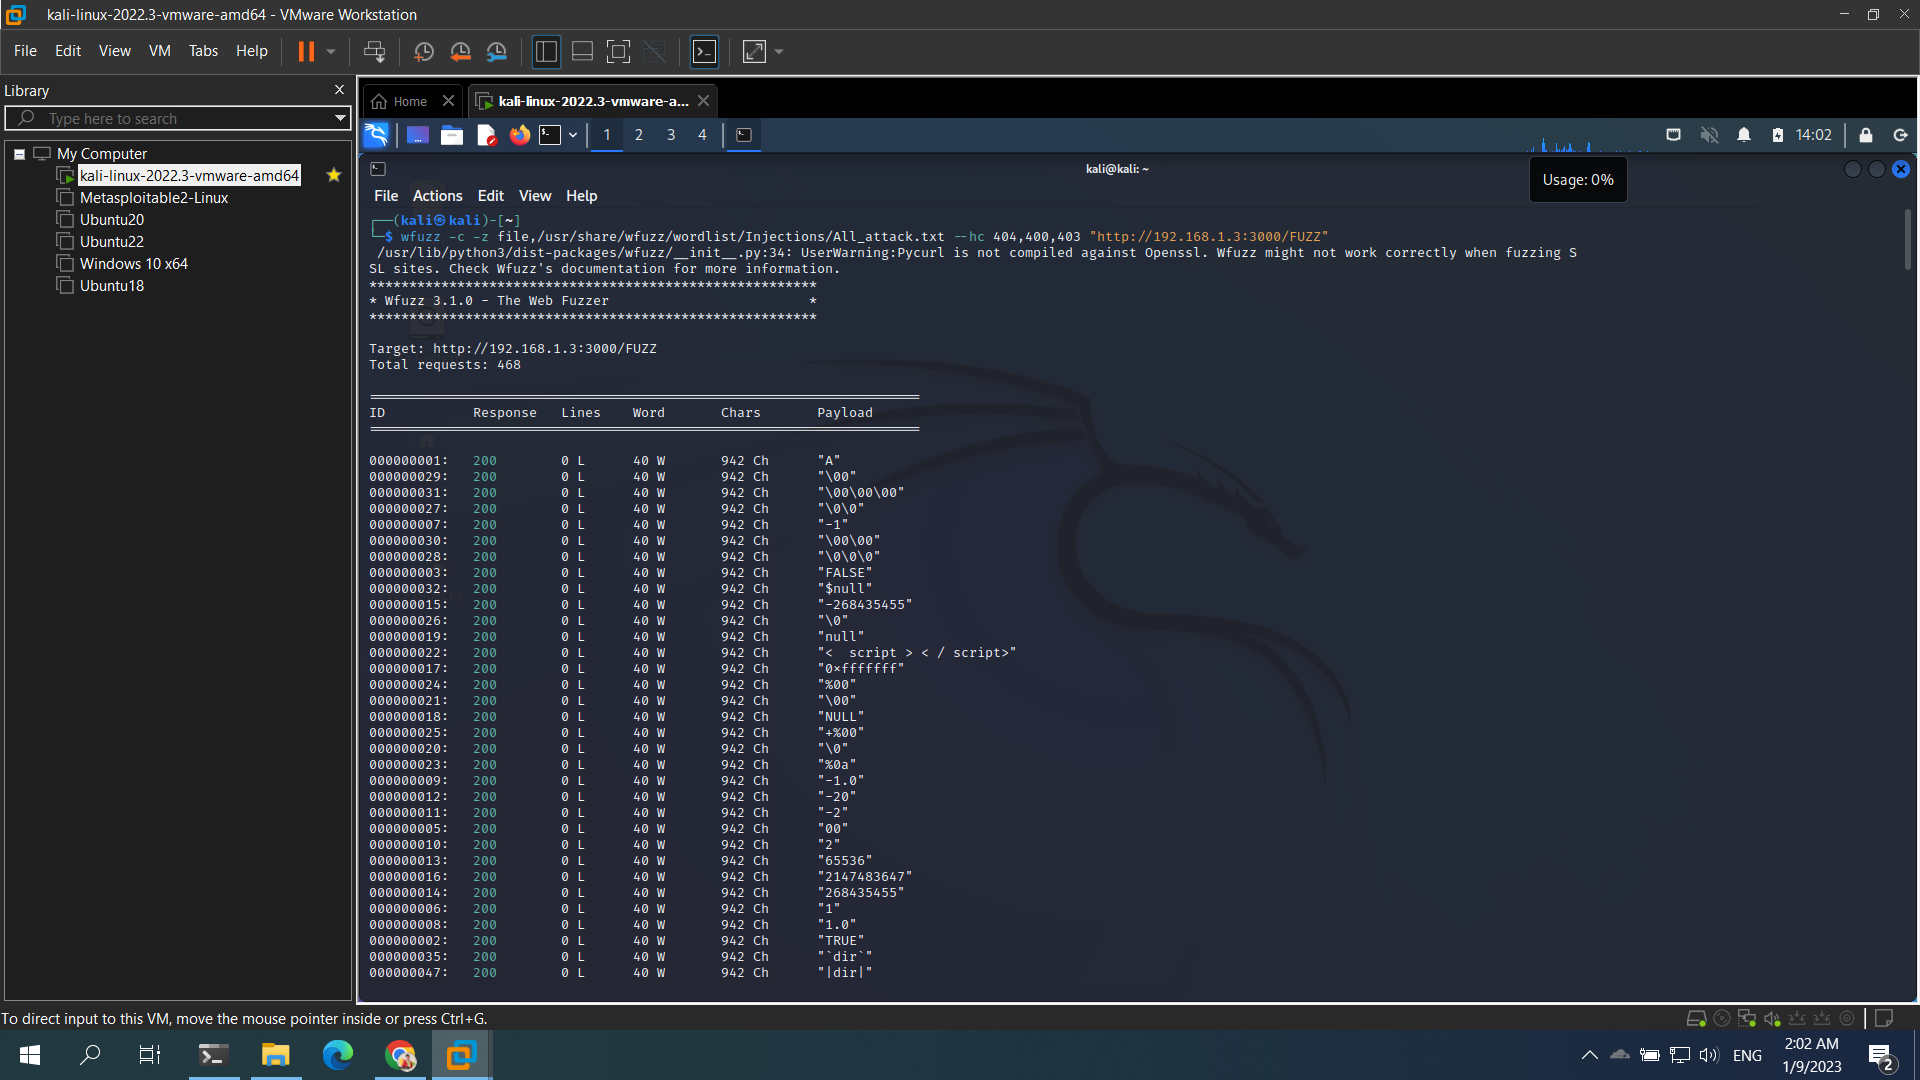 kali-linux-2022.3-vmware-amd64 - VMware Workstation
File Edit View VM Tabs Help
Library
Type here to search
My Computer
kali-linux-2022.3-vmware-amd64
Metasploitable2-Linux
Ubuntu20
Ubuntu22
Windows 10 x64
Ubuntu18
Home
kali-linux-2022.3-vmware-a...
1 2 3 4
14:02
kali@kali: ~
Usage: 0%
File Actions Edit View Help
┌──(kali㉿kali)-[~]
└─$ wfuzz -c -z file,/usr/share/wfuzz/wordlist/Injections/All_attack.txt --hc 404,400,403 "http://192.168.1.3:3000/FUZZ"
/usr/lib/python3/dist-packages/wfuzz/__init__.py:34: UserWarning:Pycurl is not compiled against Openssl. Wfuzz might not work correctly when fuzzing S
SL sites. Check Wfuzz's documentation for more information.
********************************************************
* Wfuzz 3.1.0 - The Web Fuzzer *
********************************************************
Target: http://192.168.1.3:3000/FUZZ
Total requests: 468
=====================================================================
ID Response Lines Word Chars Payload
=====================================================================
000000001: 200 0 L 40 W 942 Ch "A"
000000029: 200 0 L 40 W 942 Ch "\00"
000000031: 200 0 L 40 W 942 Ch "\00\00\00"
000000027: 200 0 L 40 W 942 Ch "\0\0"
000000007: 200 0 L 40 W 942 Ch "-1"
000000030: 200 0 L 40 W 942 Ch "\00\00"
000000028: 200 0 L 40 W 942 Ch "\0\0\0"
000000003: 200 0 L 40 W 942 Ch "FALSE"
000000032: 200 0 L 40 W 942 Ch "$null"
000000015: 200 0 L 40 W 942 Ch "-268435455"
000000026: 200 0 L 40 W 942 Ch "\0"
000000019: 200 0 L 40 W 942 Ch "null"
000000022: 200 0 L 40 W 942 Ch "<  script > < / script>"
000000017: 200 0 L 40 W 942 Ch "0×fffffff"
000000024: 200 0 L 40 W 942 Ch "%00"
000000021: 200 0 L 40 W 942 Ch "\00"
000000018: 200 0 L 40 W 942 Ch "NULL"
000000025: 200 0 L 40 W 942 Ch "+%00"
000000020: 200 0 L 40 W 942 Ch "\0"
000000023: 200 0 L 40 W 942 Ch "%0a"
000000009: 200 0 L 40 W 942 Ch "-1.0"
000000012: 200 0 L 40 W 942 Ch "-20"
000000011: 200 0 L 40 W 942 Ch "-2"
000000005: 200 0 L 40 W 942 Ch "00"
000000010: 200 0 L 40 W 942 Ch "2"
000000013: 200 0 L 40 W 942 Ch "65536"
000000016: 200 0 L 40 W 942 Ch "2147483647"
000000014: 200 0 L 40 W 942 Ch "268435455"
000000006: 200 0 L 40 W 942 Ch "1"
000000008: 200 0 L 40 W 942 Ch "1.0"
000000002: 200 0 L 40 W 942 Ch "TRUE"
000000035: 200 0 L 40 W 942 Ch "`dir`"
000000047: 200 0 L 40 W 942 Ch "|dir|"
To direct input to this VM, move the mouse pointer inside or press Ctrl+G.
ENG
2:02 AM
1/9/2023
2